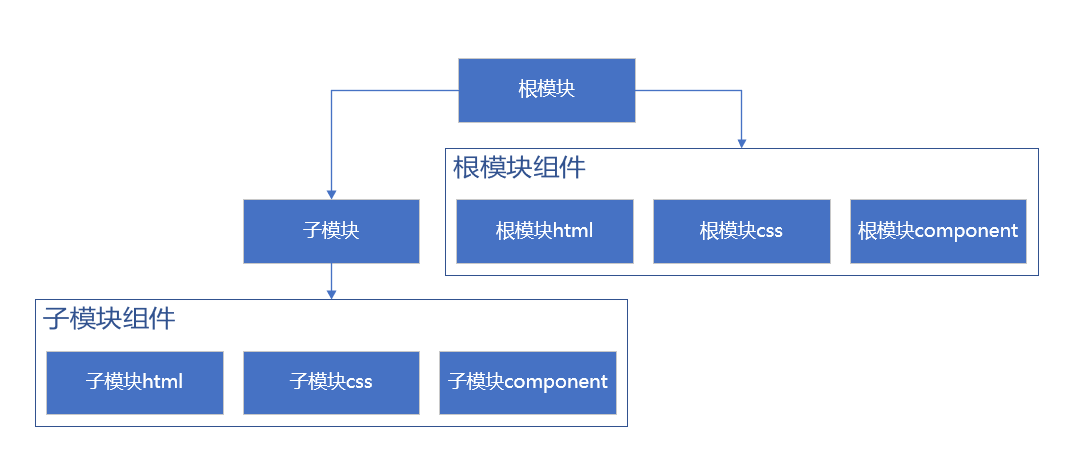 根模块
根模块组件
根模块html
根模块css
根模块component
子模块
子模块组件
子模块html
子模块css
子模块component